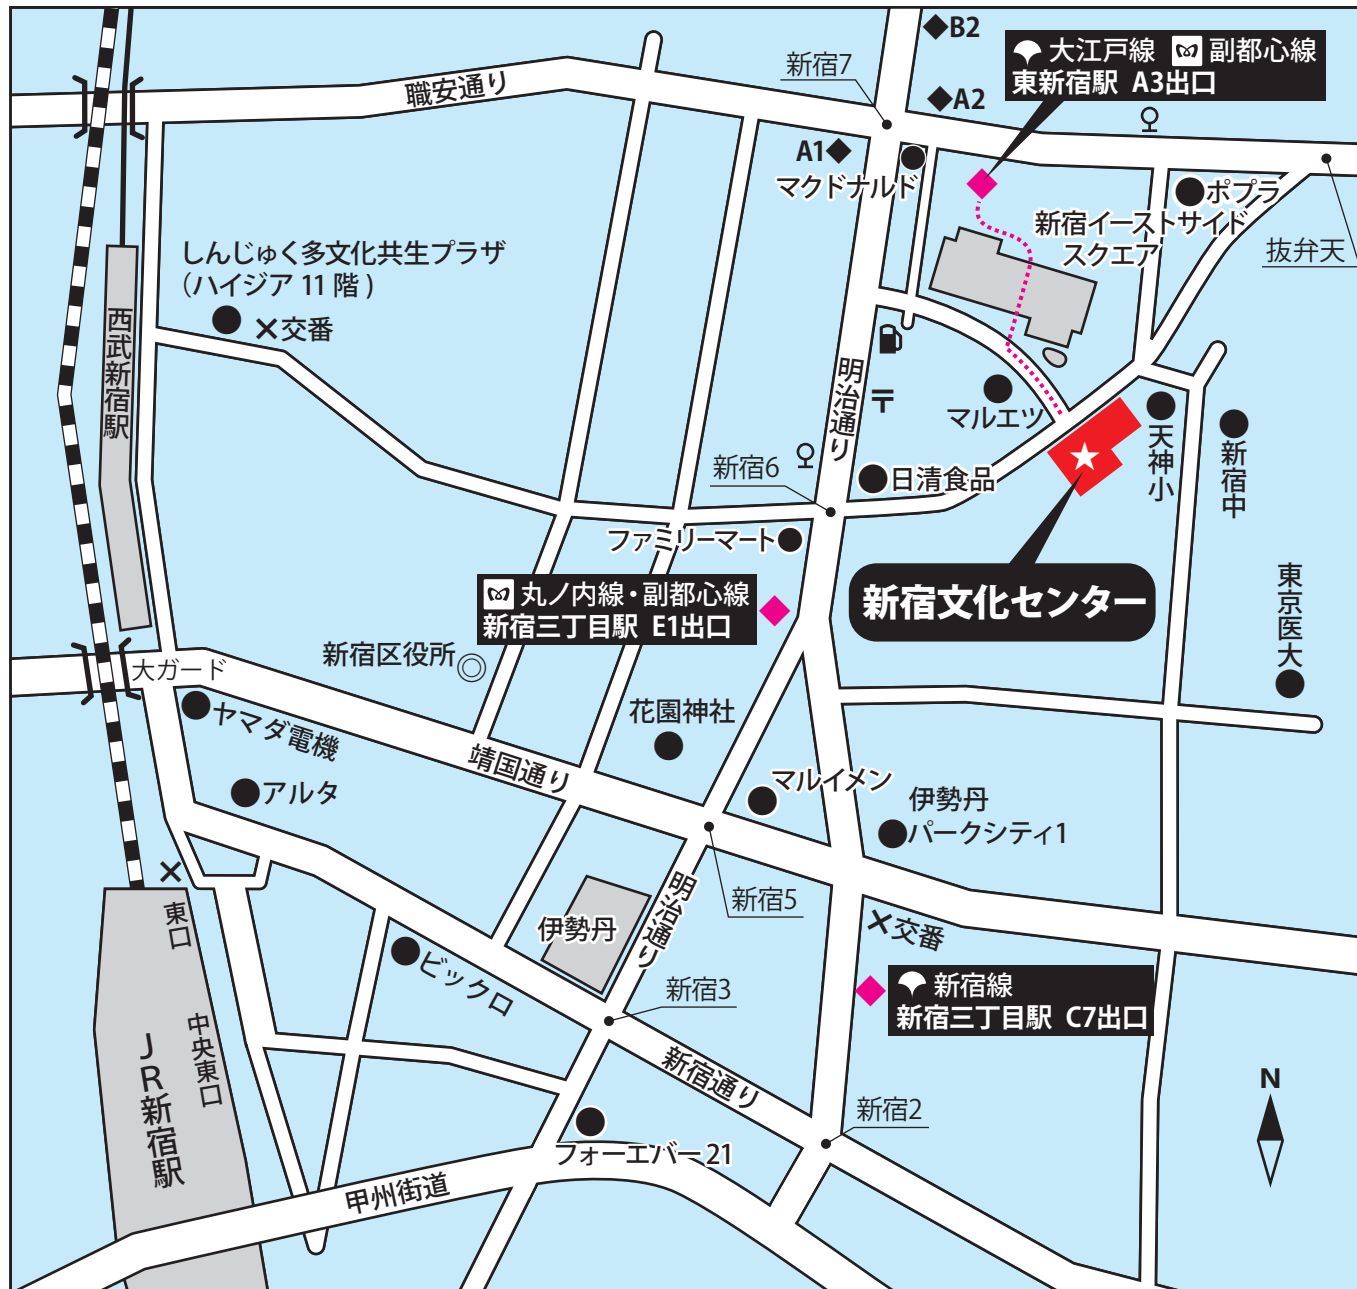 B2
大江戸線 副都心線
東新宿駅 A3出口
新宿7
職安通り
A2
A1
マクドナルド
ポプラ
新宿イーストサイド
スクエア
抜弁天
しんじゅく多文化共生プラザ
(ハイジア 11 階 )
交番
西武新宿駅
明治通り
〒
マルエツ
天神小
新宿中
新宿6
日清食品
ファミリーマート
新宿文化センター
丸ノ内線・副都心線
新宿三丁目駅 E1出口
東京医大
新宿区役所
大ガード
ヤマダ電機
花園神社
靖国通り
アルタ
マルイメン
伊勢丹
パークシティ1
東口
伊勢丹
明治通り
新宿5
交番
ビックロ
新宿3
新宿線
新宿三丁目駅 C7出口
中央東口
JR新宿駅
新宿通り
新宿2
N
フォーエバー21
甲州街道